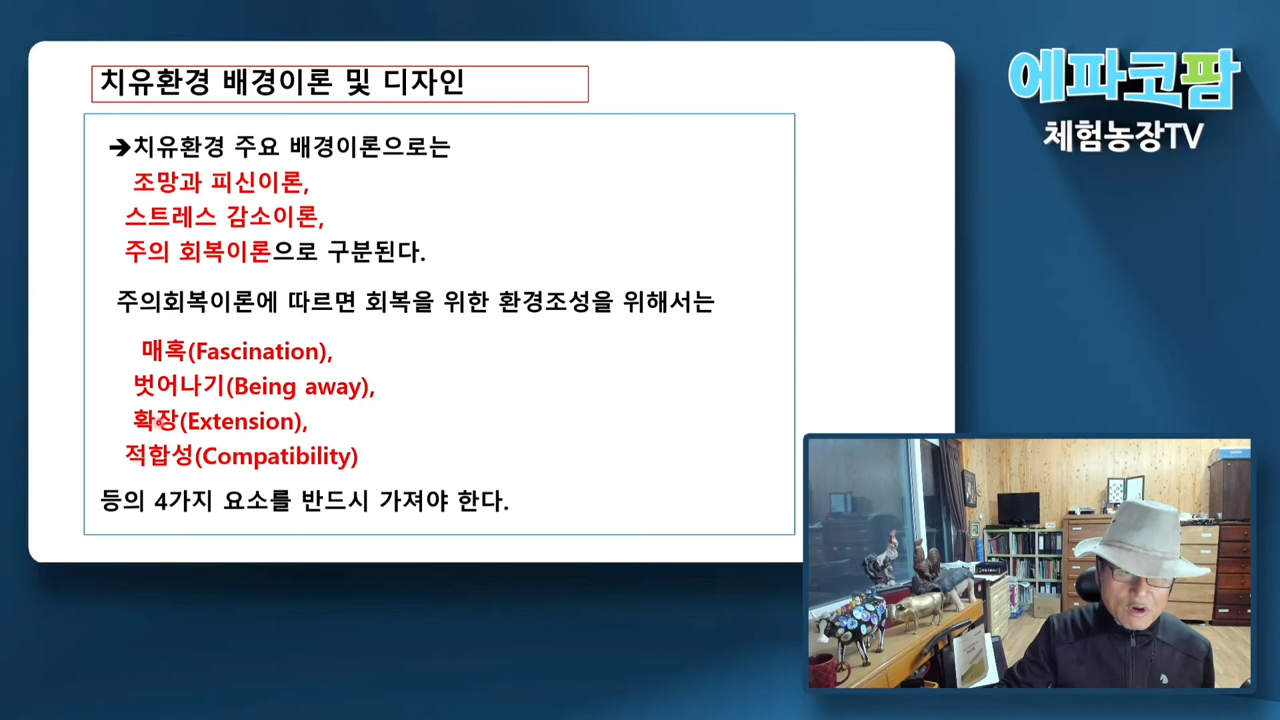 치유환경 배경이론 및 디자인
➔치유환경 주요 배경이론으로는
조망과 피신이론,
스트레스 감소이론,
주의 회복이론으로 구분된다.
주의회복이론에 따르면 회복을 위한 환경조성을 위해서는
매혹(Fascination),
벗어나기(Being away),
확장(Extension),
적합성(Compatibility)
등의 4가지 요소를 반드시 가져야 한다.
에파코팜
체험농장TV